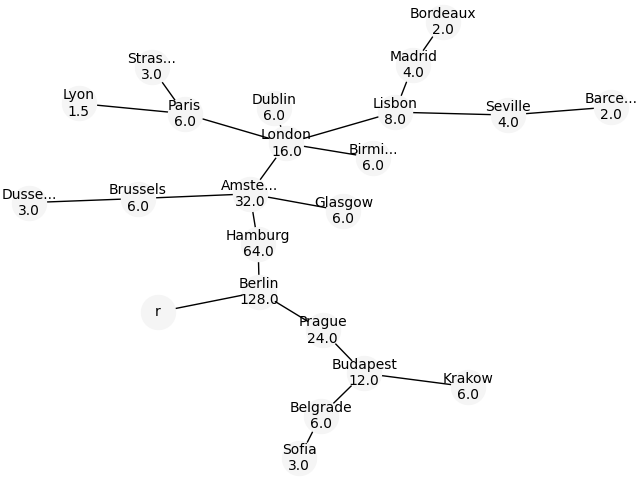 Bordeaux
2.0
Stras...
3.0
Madrid
4.0
Lyon
1.5
Paris
6.0
Dublin
6.0
Lisbon
8.0
Seville
4.0
Barce...
2.0
London
16.0
Birmi...
6.0
Dusse...
3.0
Brussels
6.0
Amste...
32.0
Glasgow
6.0
Hamburg
64.0
Berlin
128.0
r
Prague
24.0
Budapest
12.0
Krakow
6.0
Belgrade
6.0
Sofia
3.0